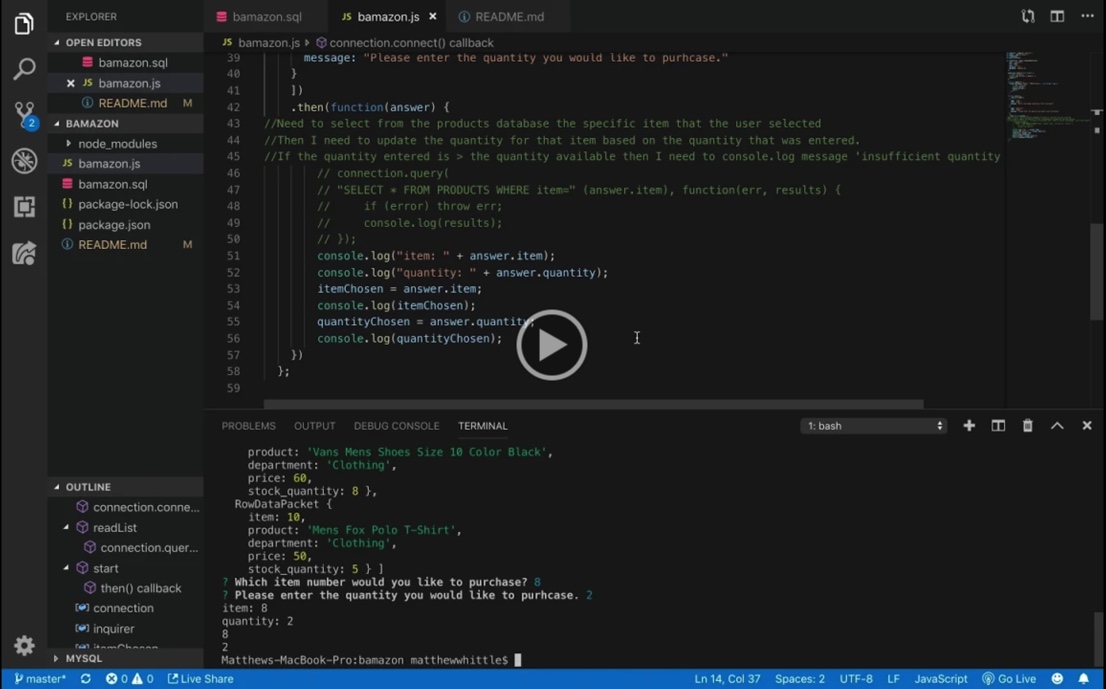 EXPLORER
bamazon.sql
JS bamazon.js
README.md
OPEN EDITORS
JS bamazon.js connection.connect() callback
bamazon.sql
JS bamazon.js
README.md M
BAMAZON
node_modules
JS bamazon.js
bamazon.sql
{} package-lock.json
{} package.json
README.md M
2
39 message: "Please enter the quantity you would like to purhcase."
40 }
41 ])
42 .then(function(answer) {
43 //Need to select from the products database the specific item that the user selected
44 //Then I need to update the quantity for that item based on the quantity that was entered.
45 //If the quantity entered is > the quantity available then I need to console.log message 'insufficient quantity
46 // connection.query(
47 // "SELECT * FROM PRODUCTS WHERE item=" (answer.item), function(err, results) {
48 // if (error) throw err;
49 // console.log(results);
50 // });
51 console.log("item: " + answer.item);
52 console.log("quantity: " + answer.quantity);
53 itemChosen = answer.item;
54 console.log(itemChosen);
55 quantityChosen = answer.quantity;
56 console.log(quantityChosen);
57 })
58 };
59
PROBLEMS OUTPUT DEBUG CONSOLE TERMINAL 1: bash
product: 'Vans Mens Shoes Size 10 Color Black',
department: 'Clothing',
price: 60,
stock_quantity: 8 },
RowDataPacket {
item: 10,
product: 'Mens Fox Polo T-Shirt',
department: 'Clothing',
price: 50,
stock_quantity: 5 } ]
? Which item number would you like to purchase? 8
? Please enter the quantity you would like to purhcase. 2
item: 8
quantity: 2
8
2
Matthews-MacBook-Pro:bamazon matthewwhittle$
OUTLINE
connection.conne...
readList
connection.quer...
start
then() callback
connection
inquirer
itemChosen
MYSQL
master* 0 0 Live Share Ln 14, Col 37 Spaces: 2 UTF-8 LF JavaScript Go Live